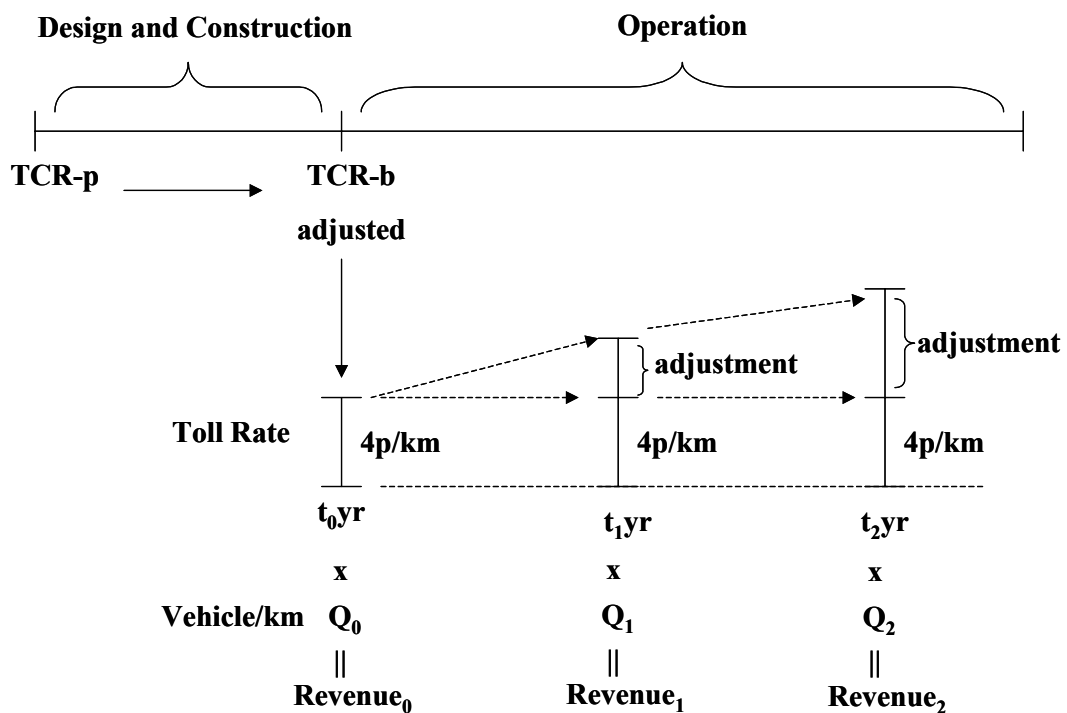 Design and Construction
Operation
TCR-p
TCR-b
adjusted
adjustment
adjustment
Toll Rate
4p/km
4p/km
4p/km
t₀yr
t₁yr
t₂yr
x
x
x
Vehicle/km
Q₀
Q₁
Q₂
||
||
||
Revenue₀
Revenue₁
Revenue₂